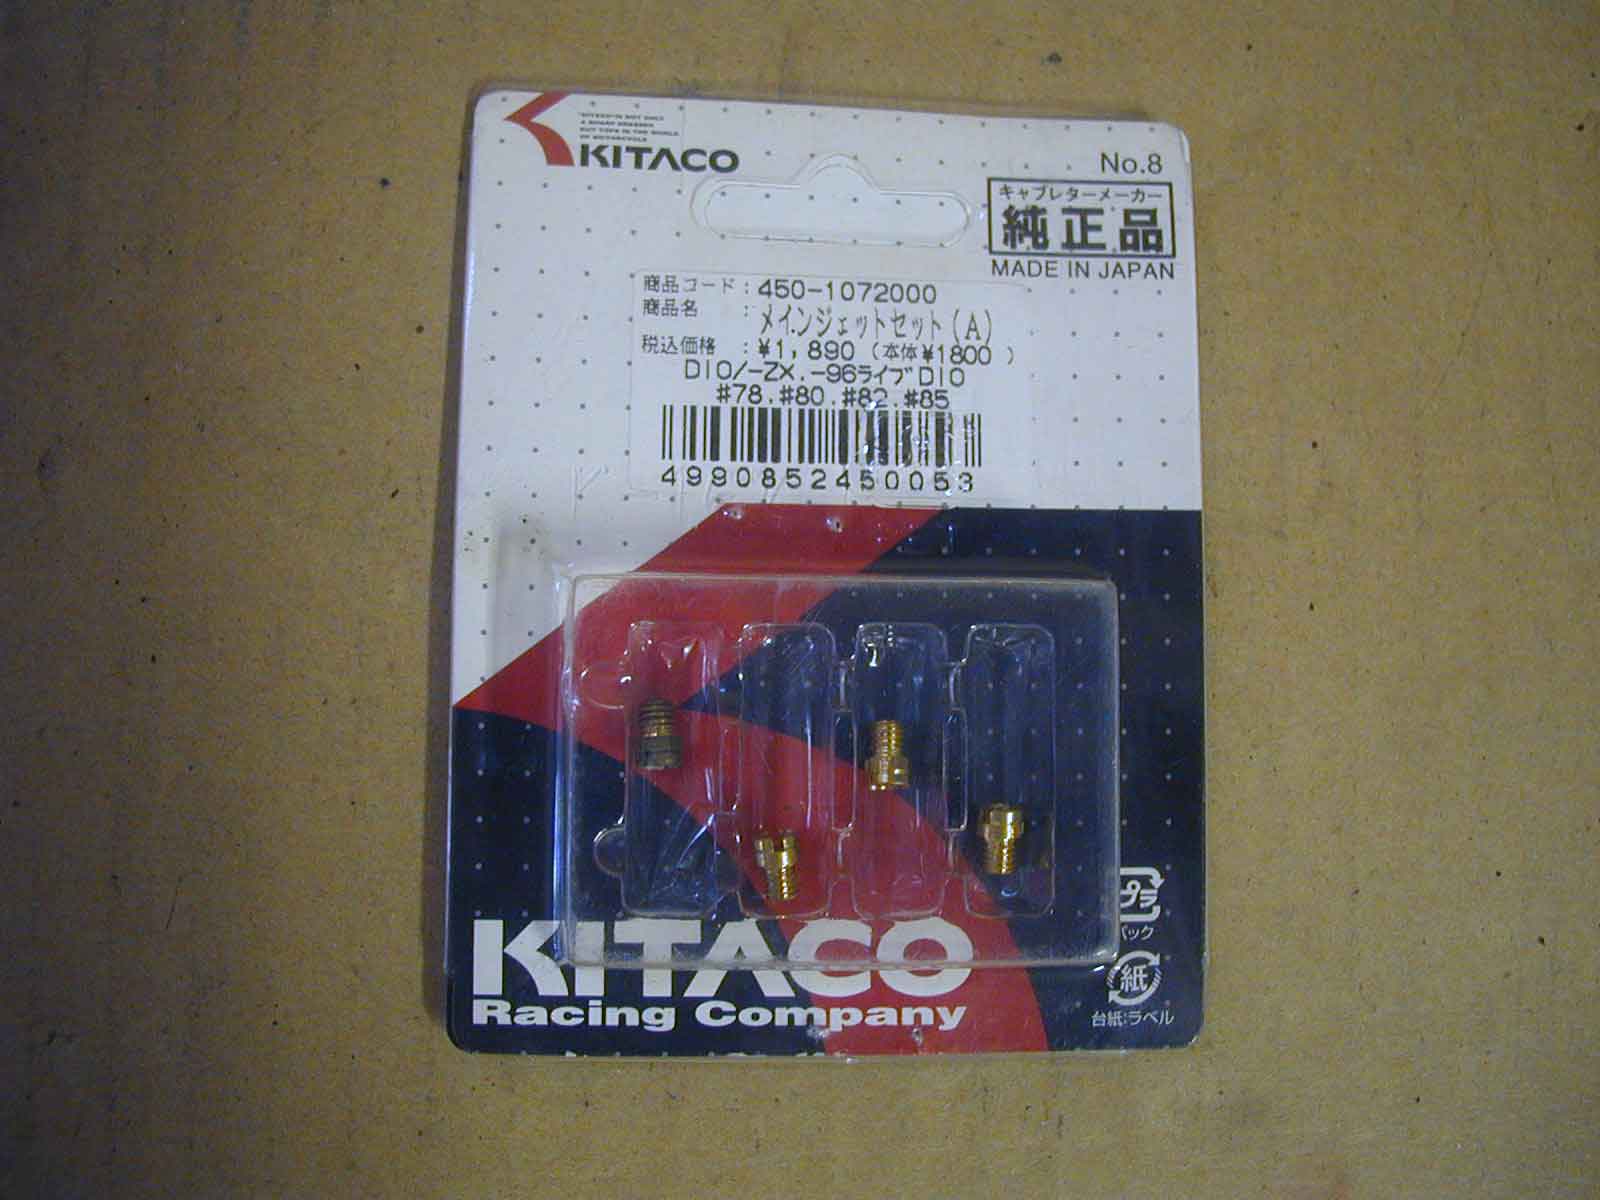 KITACO
No.8
キャブレターメーカー
純正品
MADE IN JAPAN
商品コード：450-1072000
商品名：メインジェットセット(A)
税込価格：¥1,890(本体¥1800)
DIO/-ZX.-96ライブDIO
#78.#80.#82.#85
4990852450053
KITACO
Racing Company
プラ
パック
紙
台紙:ラベル